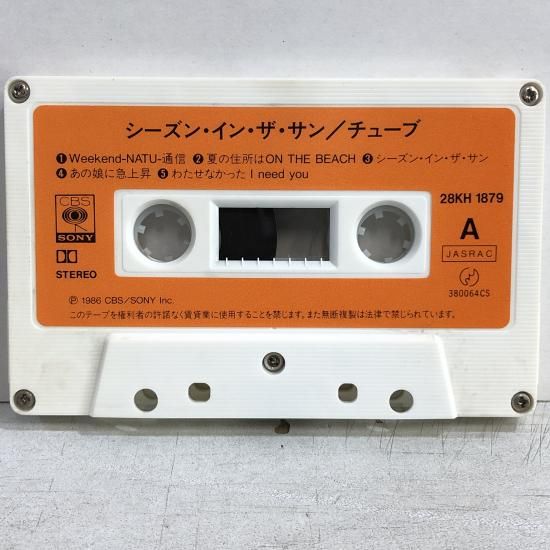 シーズン・イン・ザ・サン／チューブ
❶Weekend-NATU-通信 ❷夏の住所はON THE BEACH ❸シーズン・イン・ザ・サン
❹あの娘に急上昇 ❺わたせなかった I need you
CBS
SONY
STEREO
28KH 1879
A
JASRAC
380064CS
Ⓟ 1986 CBS/SONY Inc.
このテープを権利者の許諾なく賃貸業に使用することを禁じます。また無断複製は法律で禁じられています。